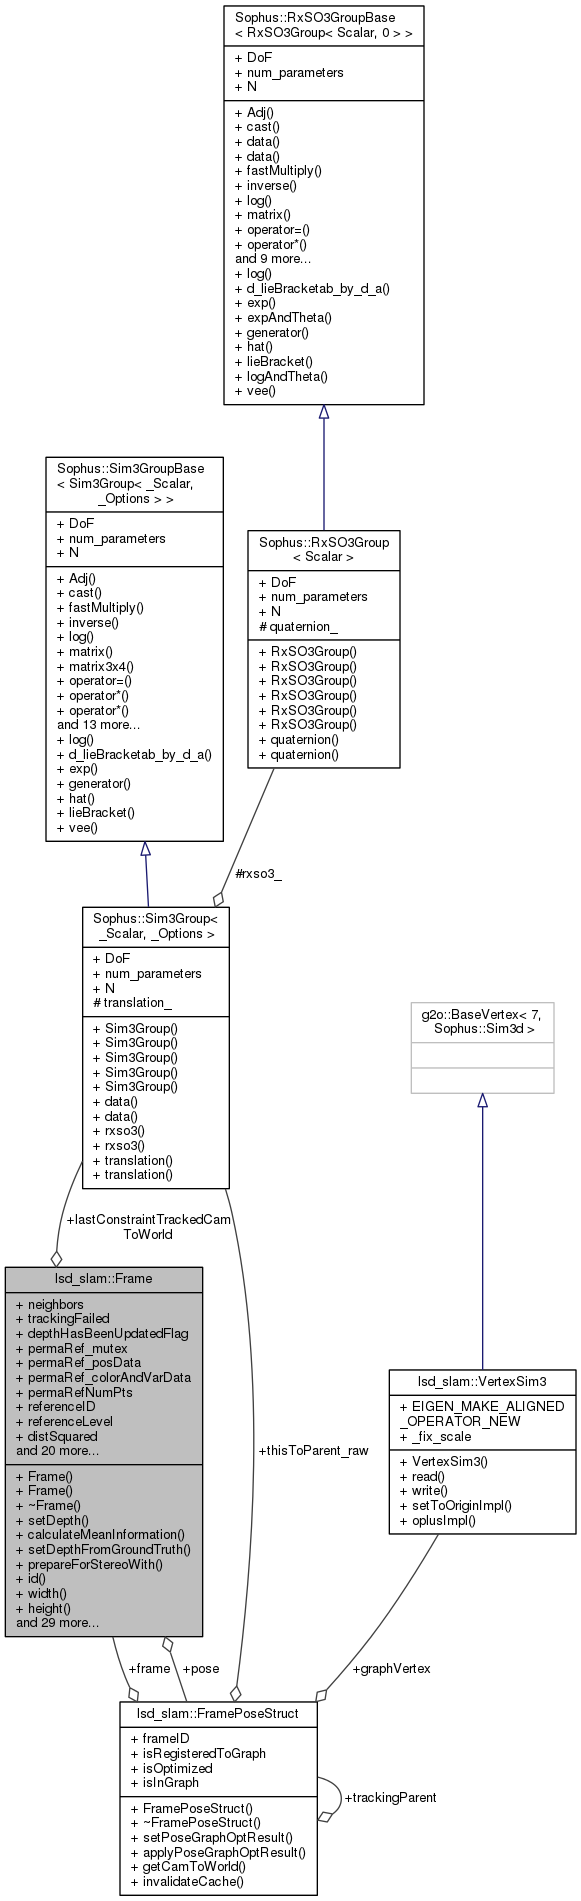 Sophus::RxSO3GroupBase
< RxSO3Group< Scalar, 0 > >
+ DoF
+ num_parameters
+ N
+ Adj()
+ cast()
+ data()
+ data()
+ fastMultiply()
+ inverse()
+ log()
+ matrix()
+ operator=()
+ operator*()
and 9 more...
+ log()
+ d_lieBracketab_by_d_a()
+ exp()
+ expAndTheta()
+ generator()
+ hat()
+ lieBracket()
+ logAndTheta()
+ vee()
Sophus::Sim3GroupBase
< Sim3Group< _Scalar,
_Options > >
+ DoF
+ num_parameters
+ N
+ Adj()
+ cast()
+ fastMultiply()
+ inverse()
+ log()
+ matrix()
+ matrix3x4()
+ operator=()
+ operator*()
+ operator*()
and 13 more...
+ log()
+ d_lieBracketab_by_d_a()
+ exp()
+ generator()
+ hat()
+ lieBracket()
+ vee()
Sophus::RxSO3Group
< Scalar >
+ DoF
+ num_parameters
+ N
# quaternion_
+ RxSO3Group()
+ RxSO3Group()
+ RxSO3Group()
+ RxSO3Group()
+ RxSO3Group()
+ RxSO3Group()
+ quaternion()
+ quaternion()
#rxso3_
Sophus::Sim3Group<
_Scalar, _Options >
+ DoF
+ num_parameters
+ N
# translation_
+ Sim3Group()
+ Sim3Group()
+ Sim3Group()
+ Sim3Group()
+ Sim3Group()
+ data()
+ data()
+ rxso3()
+ rxso3()
+ translation()
+ translation()
g2o::BaseVertex< 7,
Sophus::Sim3d >
+lastConstraintTrackedCam
ToWorld
lsd_slam::Frame
+ neighbors
+ trackingFailed
+ depthHasBeenUpdatedFlag
+ permaRef_mutex
+ permaRef_posData
+ permaRef_colorAndVarData
+ permaRefNumPts
+ referenceID
+ referenceLevel
+ distSquared
and 20 more...
+ Frame()
+ Frame()
+ ~Frame()
+ setDepth()
+ calculateMeanInformation()
+ setDepthFromGroundTruth()
+ prepareForStereoWith()
+ id()
+ width()
+ height()
and 29 more...
+thisToParent_raw
lsd_slam::VertexSim3
+ EIGEN_MAKE_ALIGNED
_OPERATOR_NEW
+ _fix_scale
+ VertexSim3()
+ read()
+ write()
+ setToOriginImpl()
+ oplusImpl()
+frame
+pose
+graphVertex
lsd_slam::FramePoseStruct
+ frameID
+ isRegisteredToGraph
+ isOptimized
+ isInGraph
+ FramePoseStruct()
+ ~FramePoseStruct()
+ setPoseGraphOptResult()
+ applyPoseGraphOptResult()
+ getCamToWorld()
+ invalidateCache()
+trackingParent